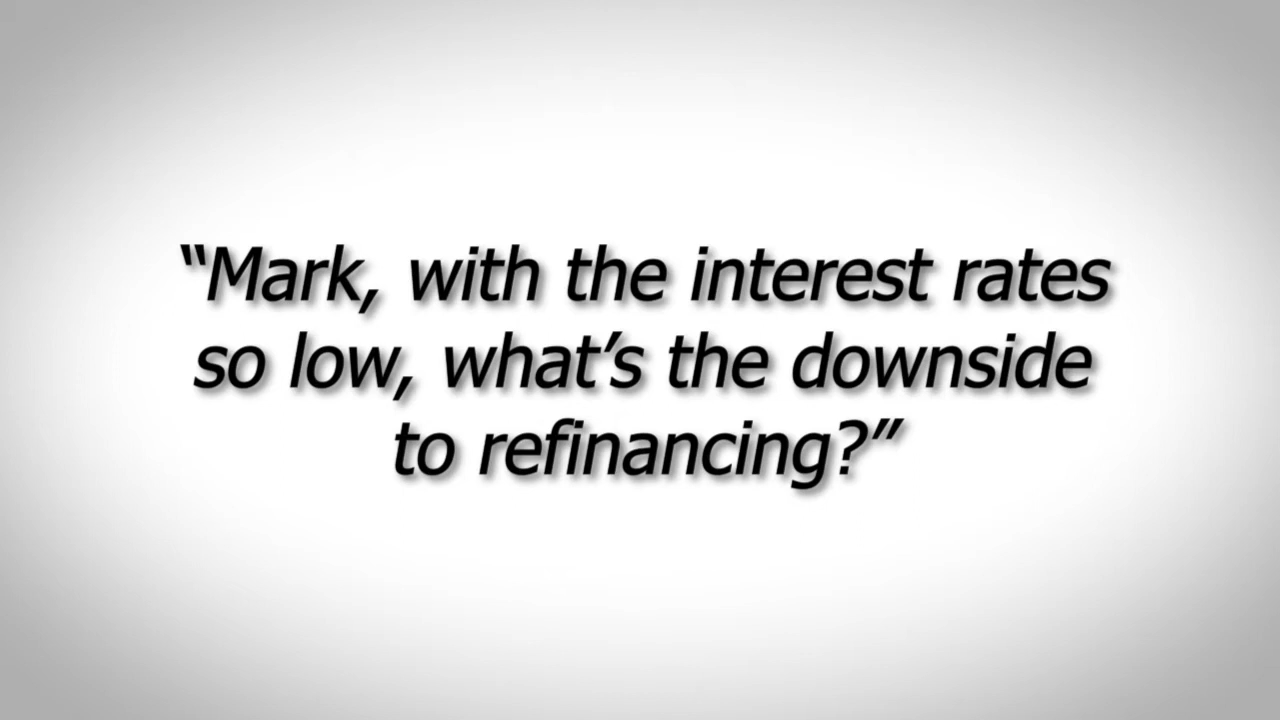 “Mark, with the interest rates
so low, what’s the downside
to refinancing?”